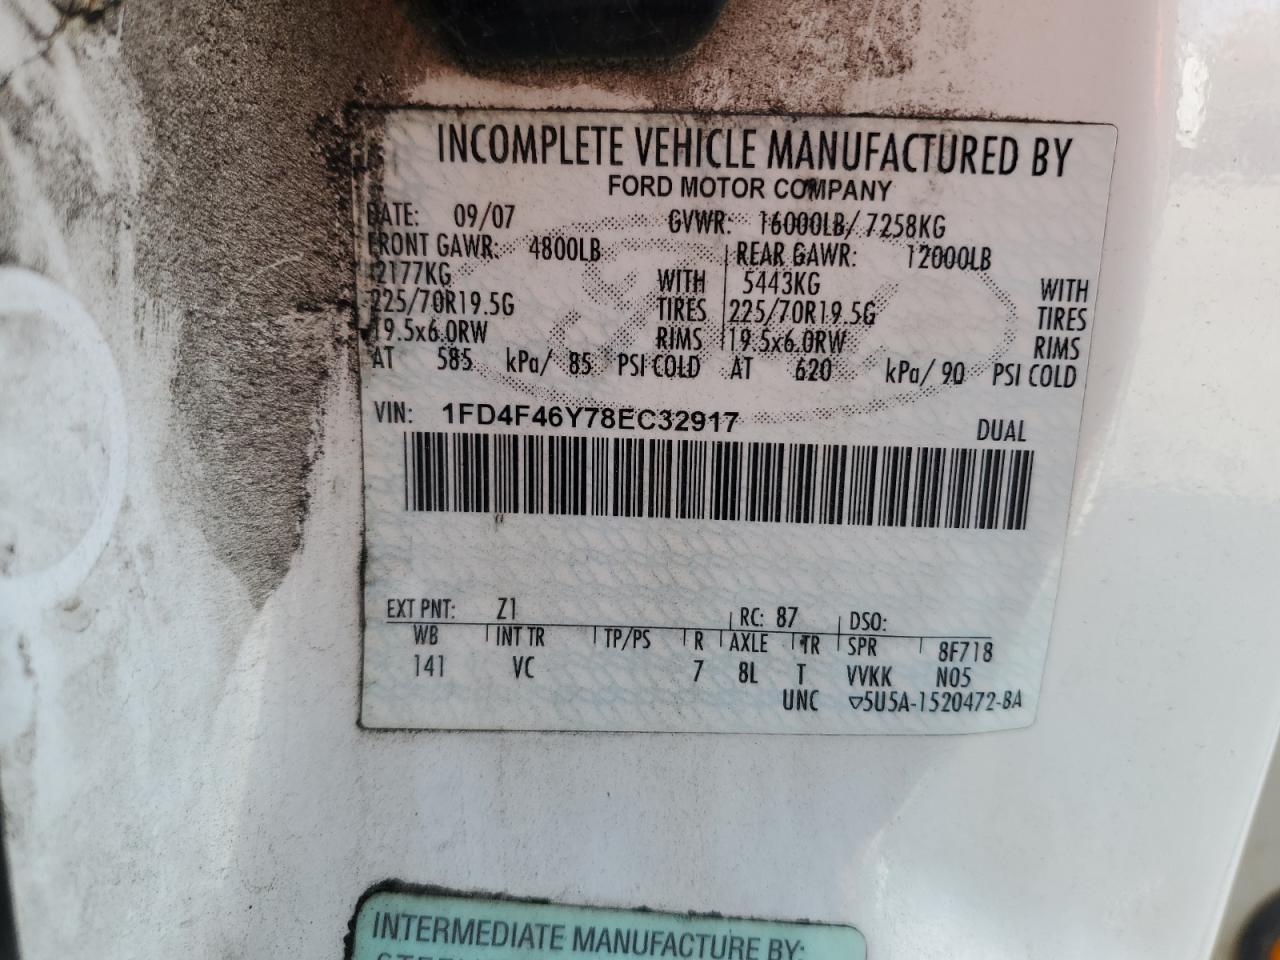 INCOMPLETE VEHICLE MANUFACTURED BY
FORD MOTOR COMPANY
DATE: 09/07 GVWR: 16000LB/ 7258KG
FRONT GAWR: 4800LB REAR GAWR: 12000LB
2177KG WITH 5443KG WITH
225/70R19.5G TIRES 225/70R19.5G TIRES
19.5x6.0RW RIMS 19.5x6.0RW RIMS
AT 585 kPa/ 85 PSI COLD AT 620 kPa/ 90 PSI COLD
VIN: 1FD4F46Y78EC32917 DUAL
EXT PNT: Z1 RC: 87 DSO:
WB INT TR TP/PS R AXLE TR SPR 8F718
141 VC 7 8L T VVKK N05
UNC ▽5U5A-1520472-BA
INTERMEDIATE MANUFACTURE BY: